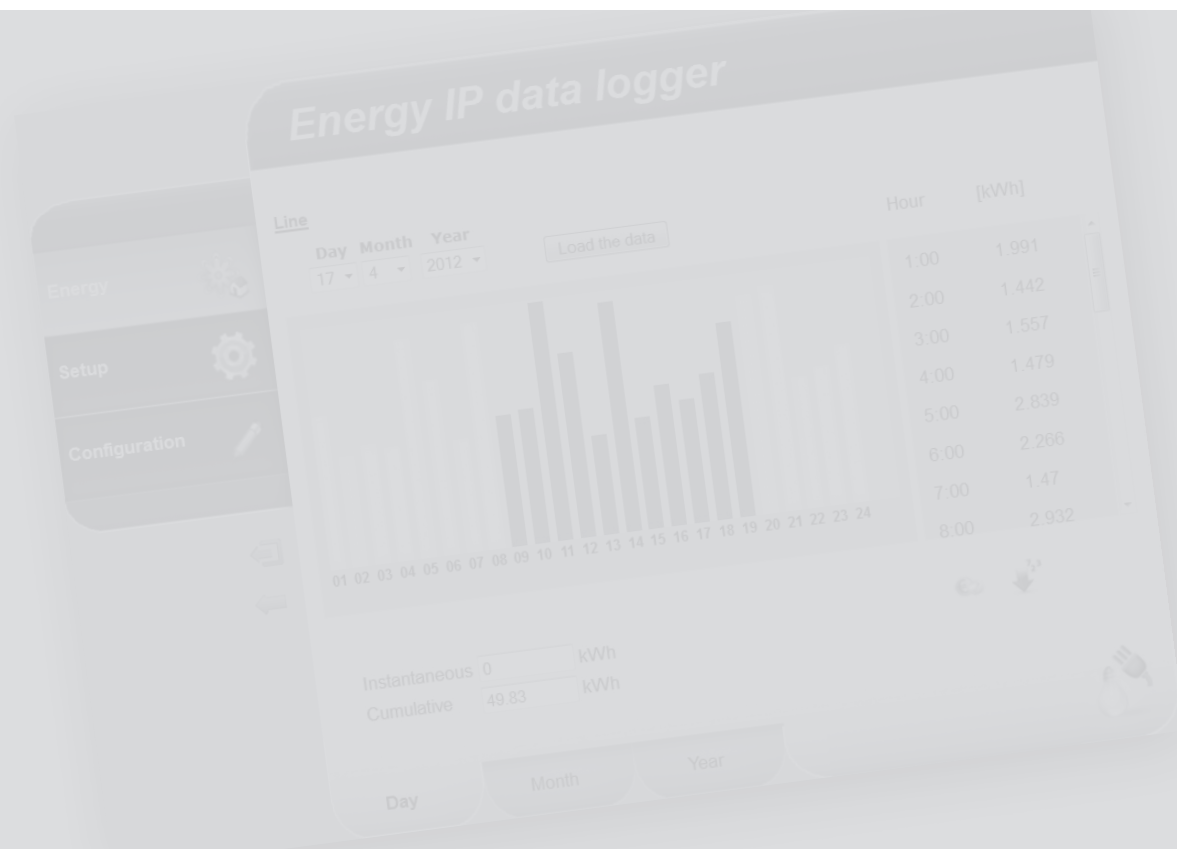 Energy IP data logger
Line
Day Month Year
17 4 2012
Load the data
Hour [kWh]
1:00 1.991
2:00 1.442
3:00 1.557
4:00 1.479
5:00 2.839
6:00 2.266
7:00 1.47
8:00 2.932
Energy
Setup
Configuration
01 02 03 04 05 06 07 08 09 10 11 12 13 14 15 16 17 18 19 20 21 22 23 24
Instantaneous 0 kWh
Cumulative 49.83 kWh
Day Month Year